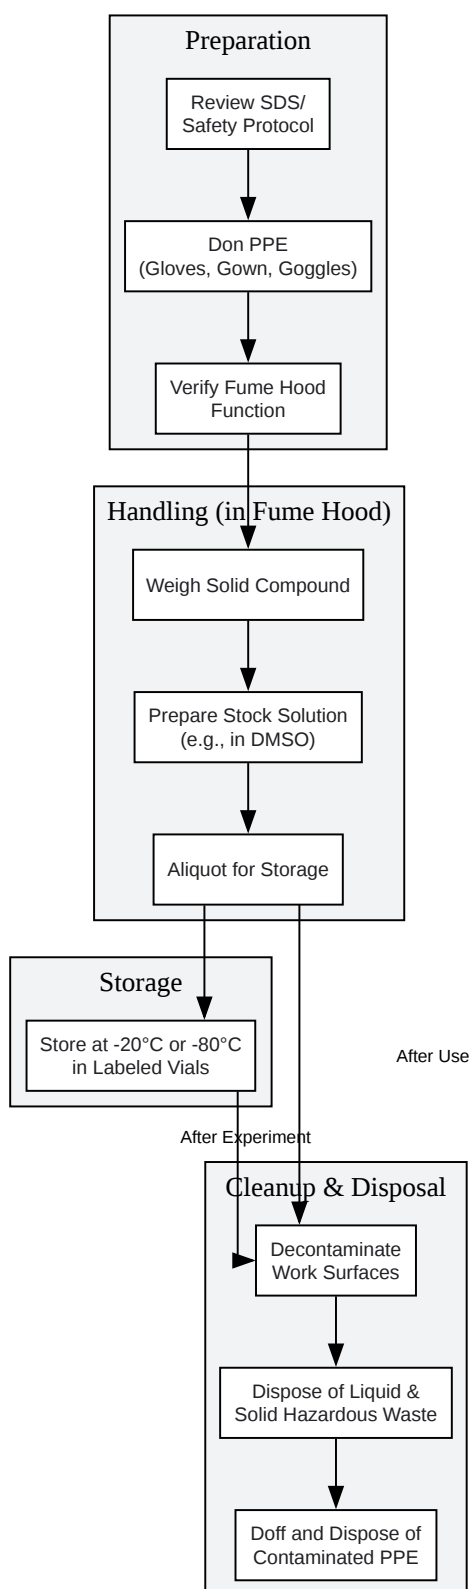 Preparation
Review SDS/
Safety Protocol
Don PPE
(Gloves, Gown, Goggles)
Verify Fume Hood
Function
Handling (in Fume Hood)
Weigh Solid Compound
Prepare Stock Solution
(e.g., in DMSO)
Aliquot for Storage
Storage
Store at -20°C or -80°C
in Labeled Vials
After Use
After Experiment
Cleanup & Disposal
Decontaminate
Work Surfaces
Dispose of Liquid &
Solid Hazardous Waste
Doff and Dispose of
Contaminated PPE